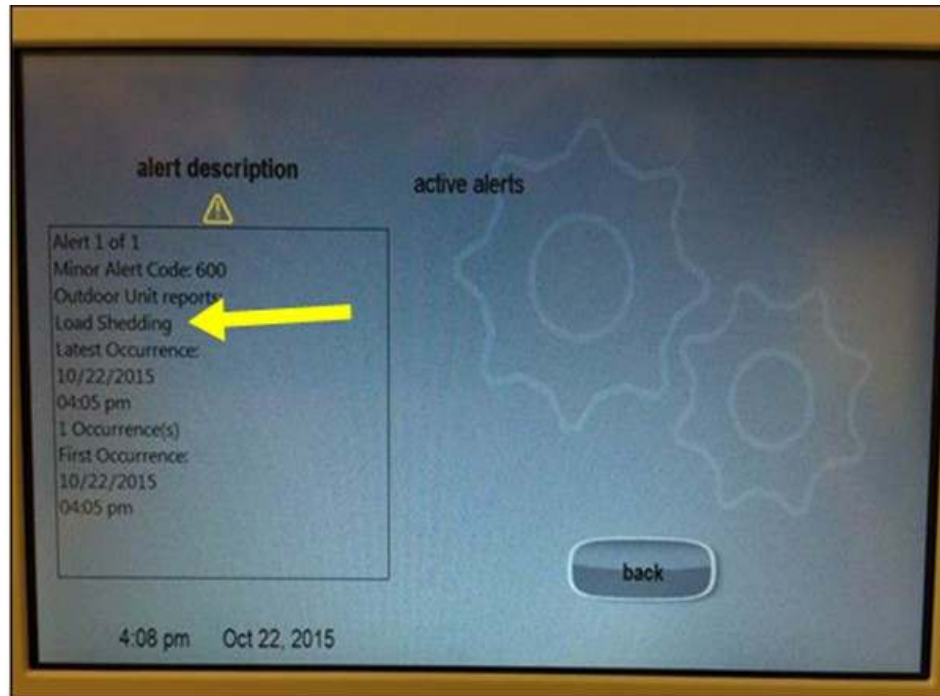 alert description
Alert 1 of 1
Minor Alert Code: 600
Outdoor Unit reports:
Load Shedding
Latest Occurrence:
10/22/2015
04:05 pm
1 Occurrence(s)
First Occurrence:
10/22/2015
04:05 pm
active alerts
back
4:08 pm Oct 22, 2015